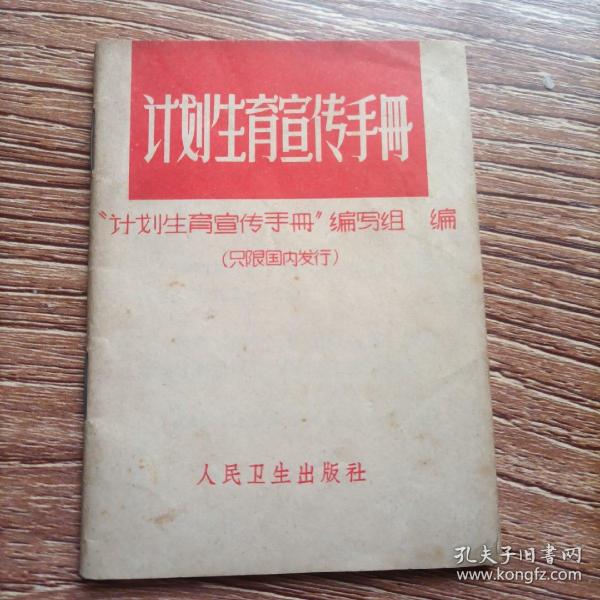 计划生育宣传手册
“计划生育宣传手册”编写组 编
（只限国内发行）
人民卫生出版社
孔夫子旧书网
www.kongfz.com